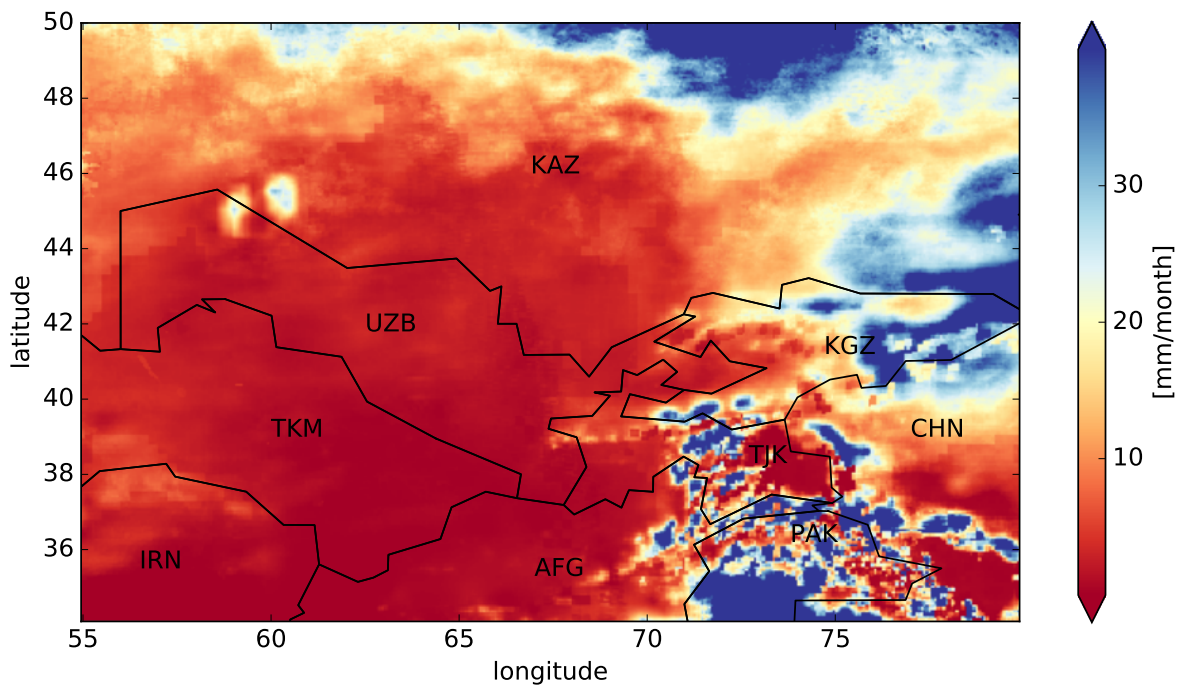 50
48
46
44
42
40
38
36
latitude
55
60
65
70
75
longitude
KAZ
UZB
KGZ
TKM
CHN
TJK
PAK
IRN
AFG
30
20
10
[mm/month]